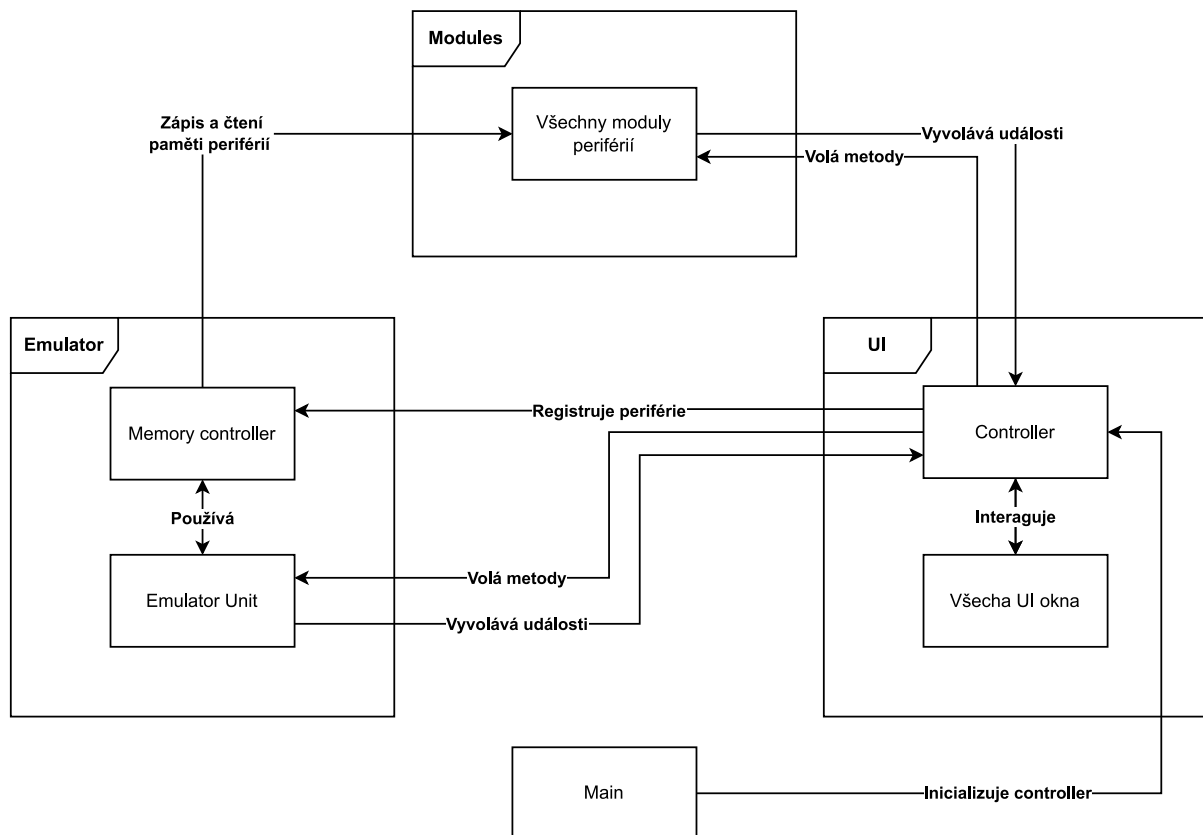 Modules
Zápis a čtení
paměti periférií
Všechny moduly
periférií
Vyvolává události
Volá metody
Emulator
UI
Memory controller
Registruje periférie
Controller
Používá
Interaguje
Emulator Unit
Volá metody
Všecha UI okna
Vyvolává události
Main
Inicializuje controller